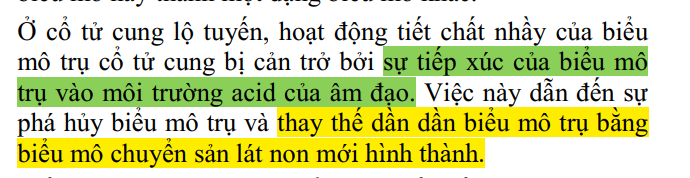 Ở cổ tử cung lộ tuyến, hoạt động tiết chất nhầy của biểu
mô trụ cổ tử cung bị cản trở bởi sự tiếp xúc của biểu mô
trụ vào môi trường acid của âm đạo. Việc này dẫn đến sự
phá hủy biểu mô trụ và thay thế dần dần biểu mô trụ bằng
biểu mô chuyển sản lát non mới hình thành.